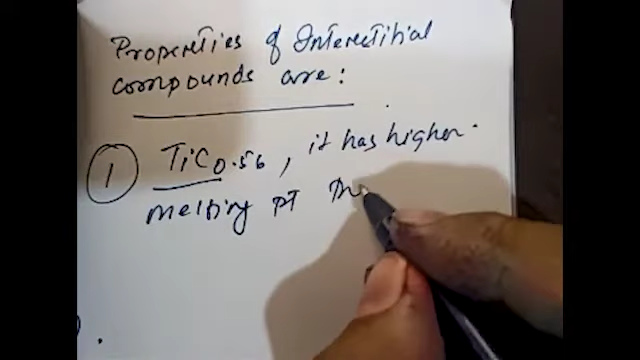 Properties of Interstitial
compounds are:
① TiC0.56, it has higher
melting pt